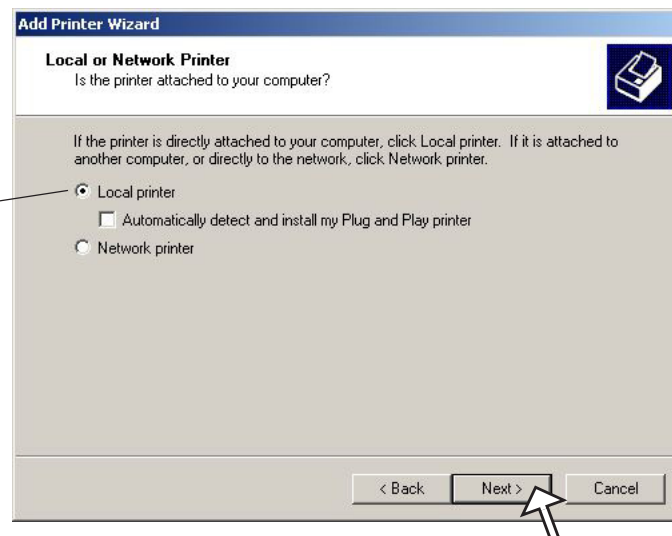 Add Printer Wizard
Local or Network Printer
Is the printer attached to your computer?
If the printer is directly attached to your computer, click Local printer. If it is attached to
another computer, or directly to the network, click Network printer.
Local printer
Automatically detect and install my Plug and Play printer
Network printer
< Back Next > Cancel